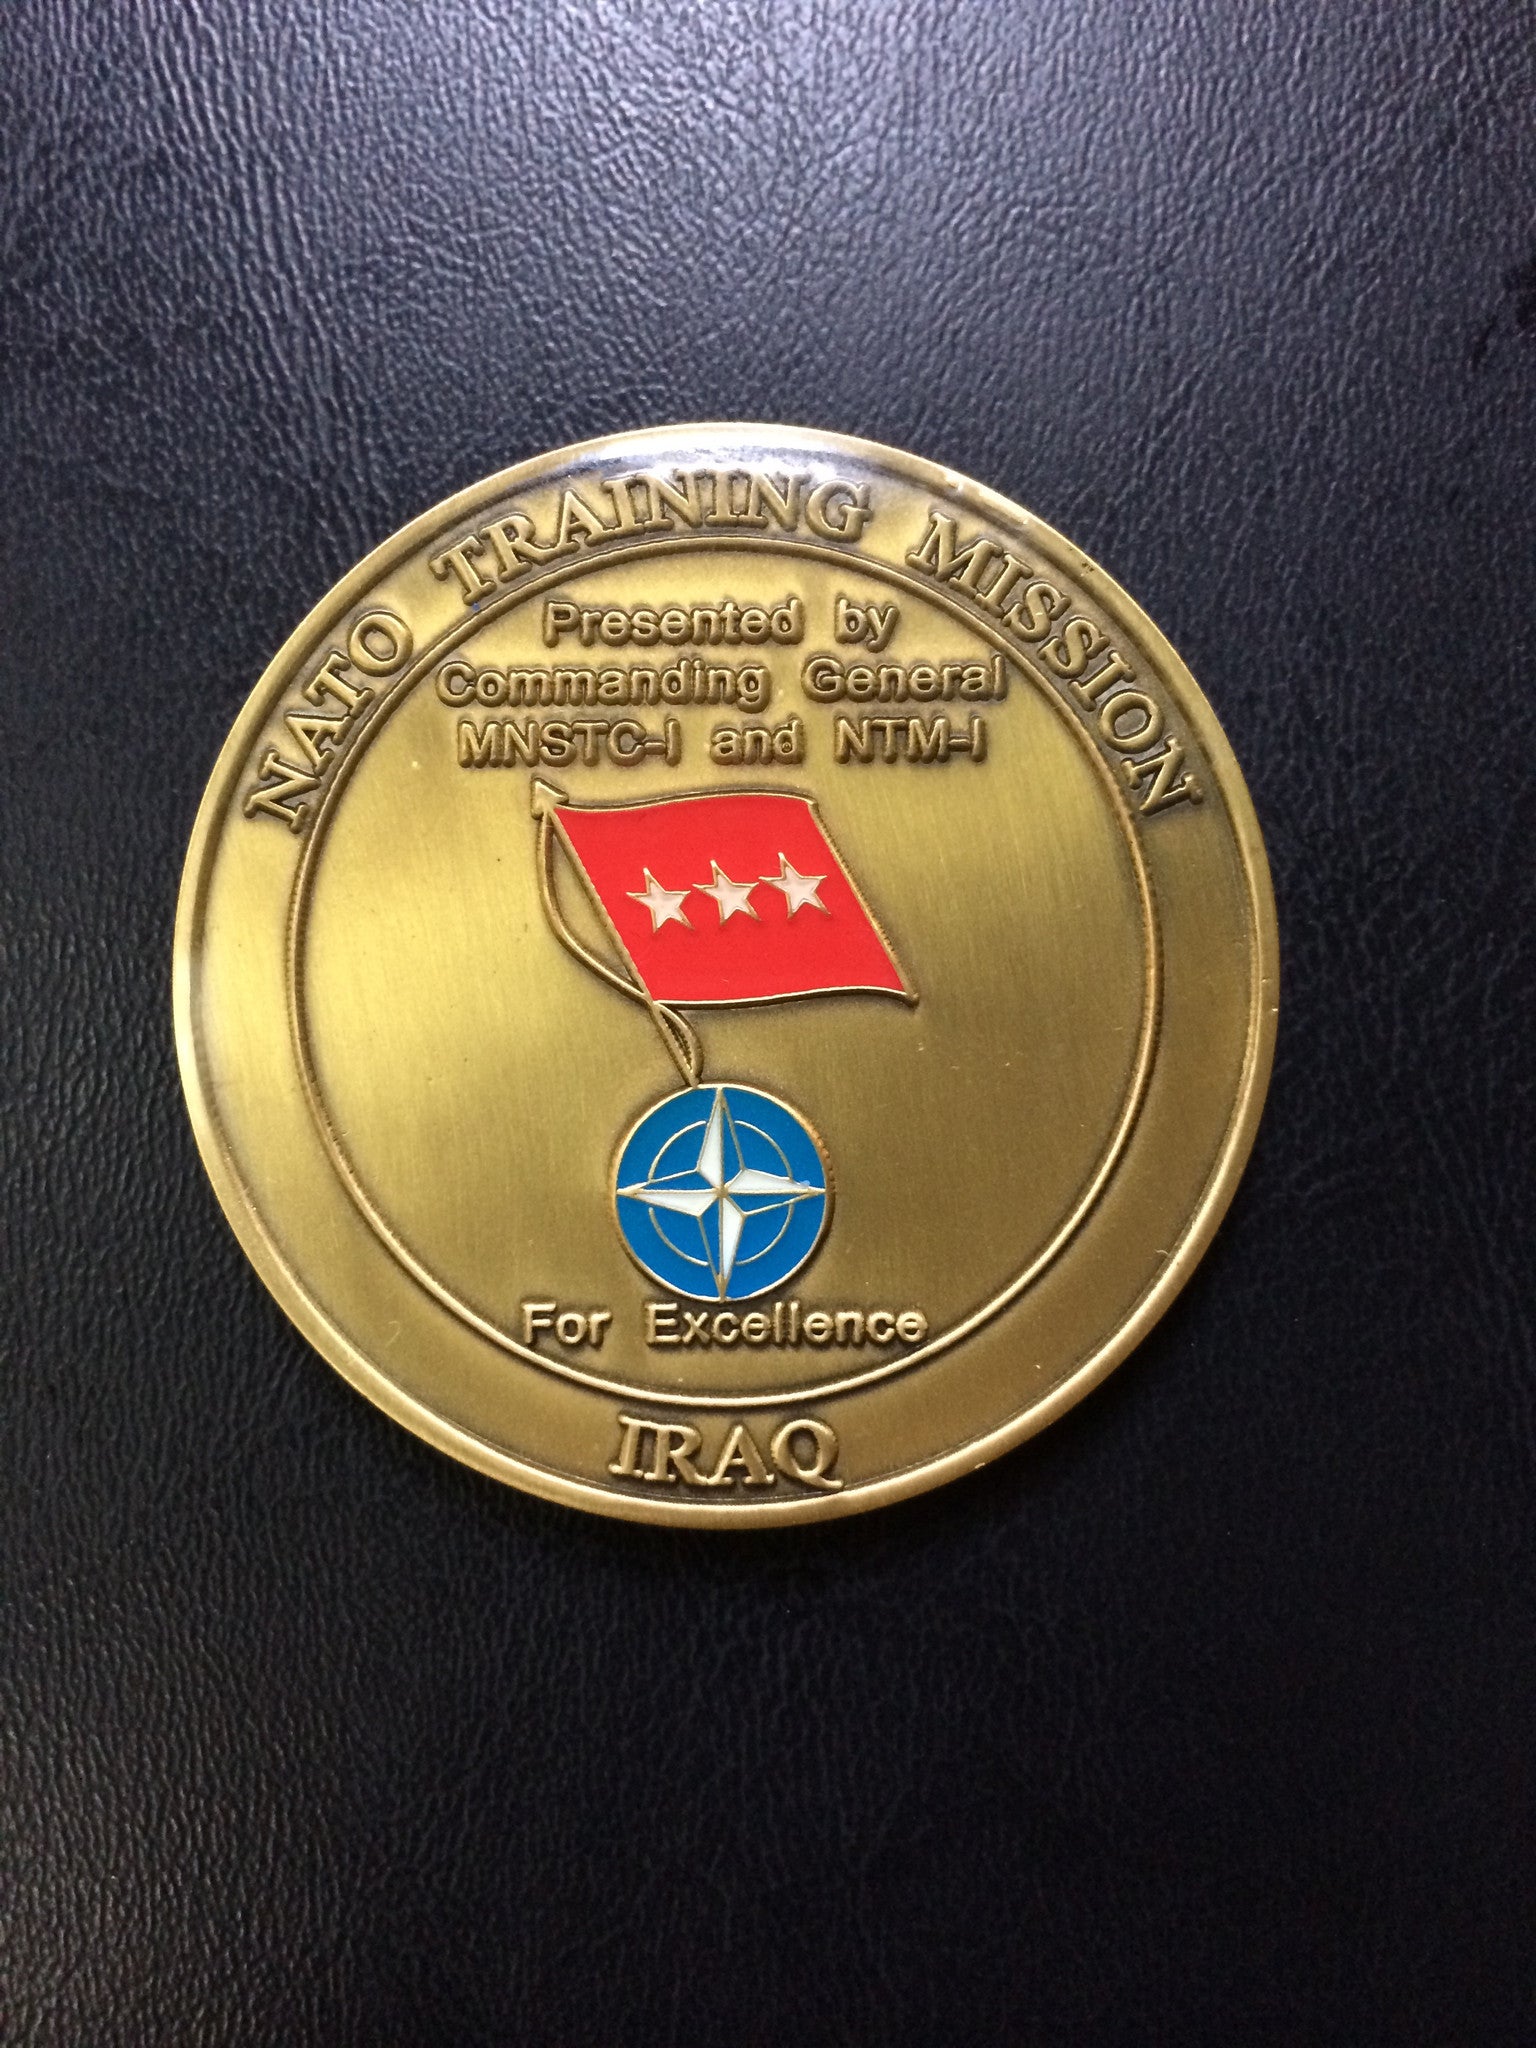 NATO TRAINING MISSION
Presented by
Commanding General
MNSTC-I and NTM-I
For Excellence
IRAQ